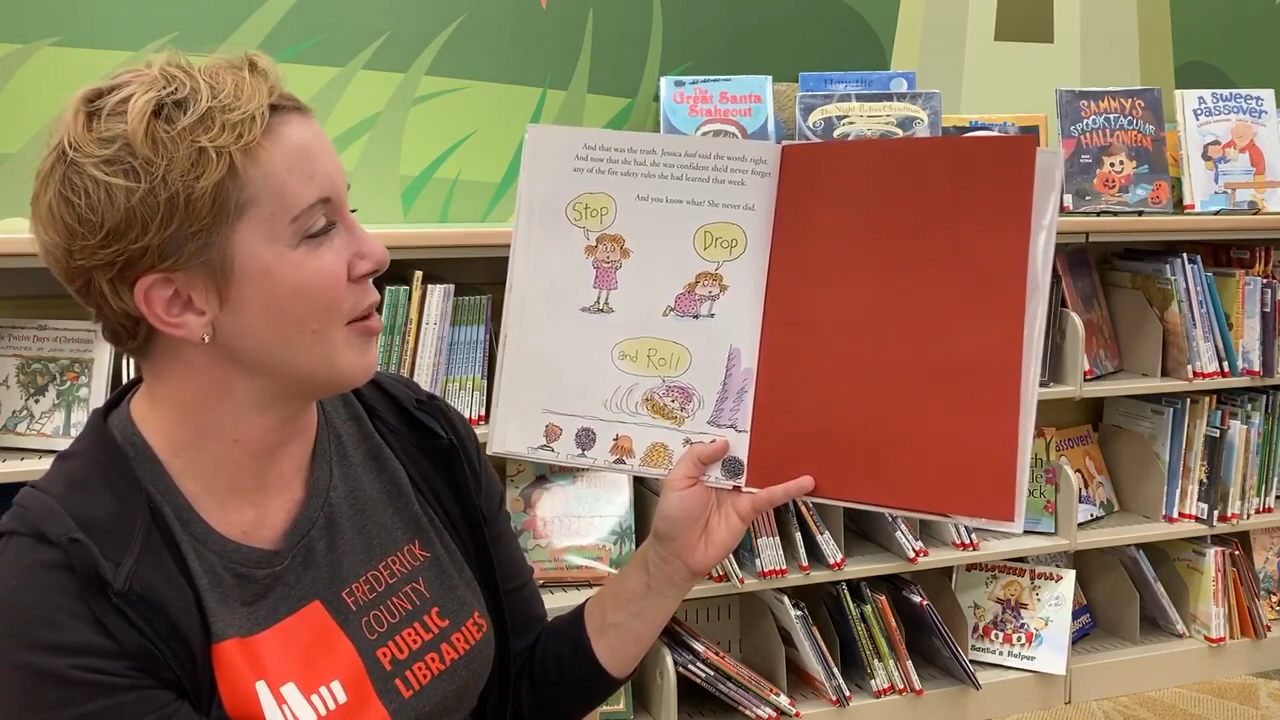 The Great Santa Stakeout
How the
The Night Before Christmas
SAMMY'S
SPOOKTACULAR
HALLOWEEN
A SWEET
PASSOVER
And that was the truth. Jessica had said the words right.
And now that she had, she was confident she'd never forget
any of the fire safety rules she had learned that week.
And you know what? She never did.
Stop
Drop
and Roll
The Twelve Days of Christmas
FREDERICK
COUNTY
PUBLIC
LIBRARIES
HALLOWEEN HOLLY
Santa's Helper